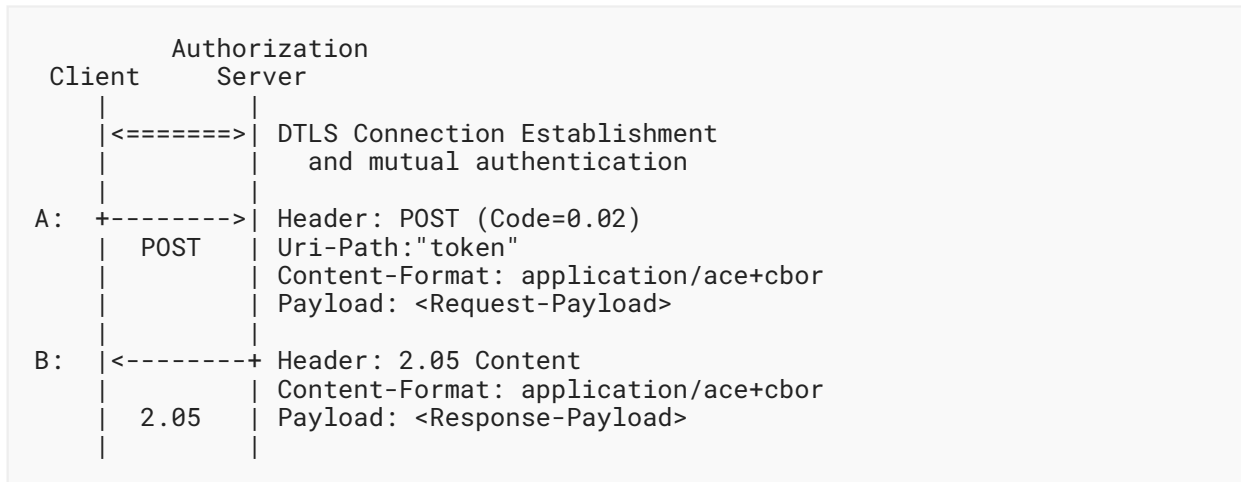 Authorization
 Client     Server
    |         |
    |<=======>| DTLS Connection Establishment
    |         |   and mutual authentication
    |         |
A:  +-------->| Header: POST (Code=0.02)
    |  POST   | Uri-Path:"token"
    |         | Content-Format: application/ace+cbor
    |         | Payload: <Request-Payload>
    |         |
B:  |<--------+ Header: 2.05 Content
    |         | Content-Format: application/ace+cbor
    |  2.05   | Payload: <Response-Payload>
    |         |